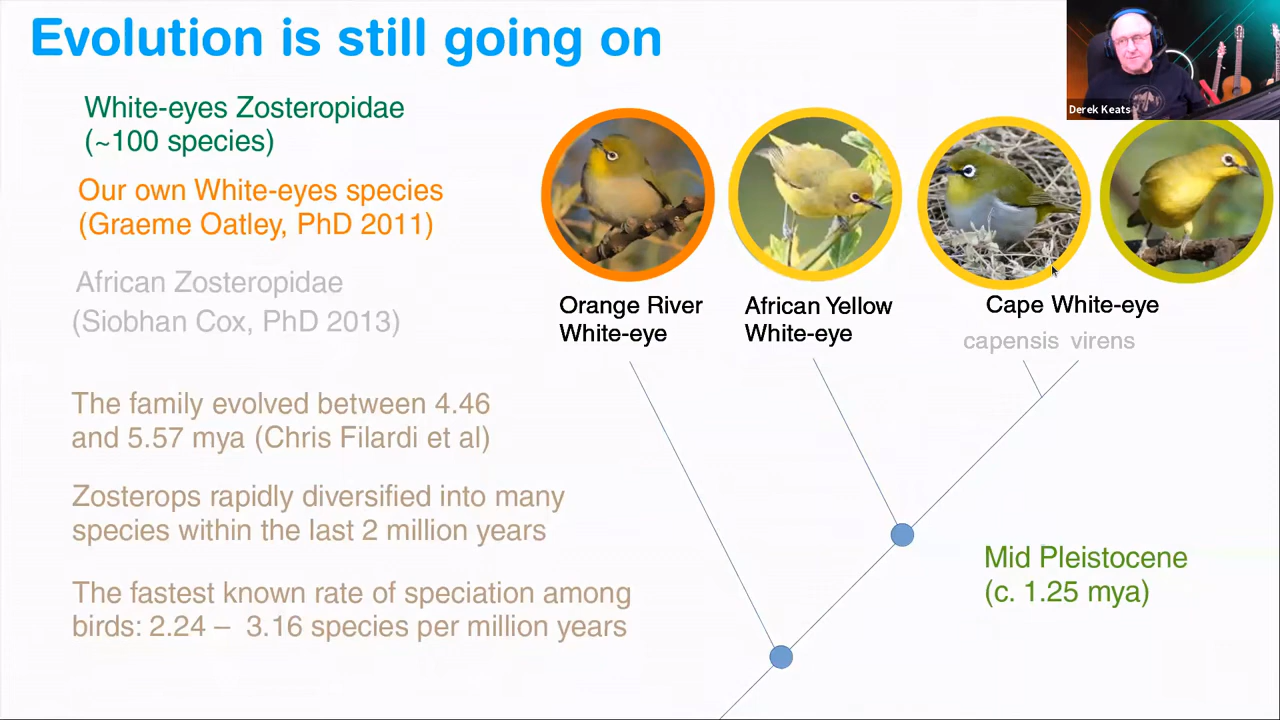 Evolution is still going on
Derek Keats
White-eyes Zosteropidae
(~100 species)
Our own White-eyes species
(Graeme Oatley, PhD 2011)
African Zosteropidae
(Siobhan Cox, PhD 2013)
Orange River
White-eye
African Yellow
White-eye
Cape White-eye
capensis virens
The family evolved between 4.46
and 5.57 mya (Chris Filardi et al)
Zosterops rapidly diversified into many
species within the last 2 million years
The fastest known rate of speciation among
birds: 2.24 – 3.16 species per million years
Mid Pleistocene
(c. 1.25 mya)